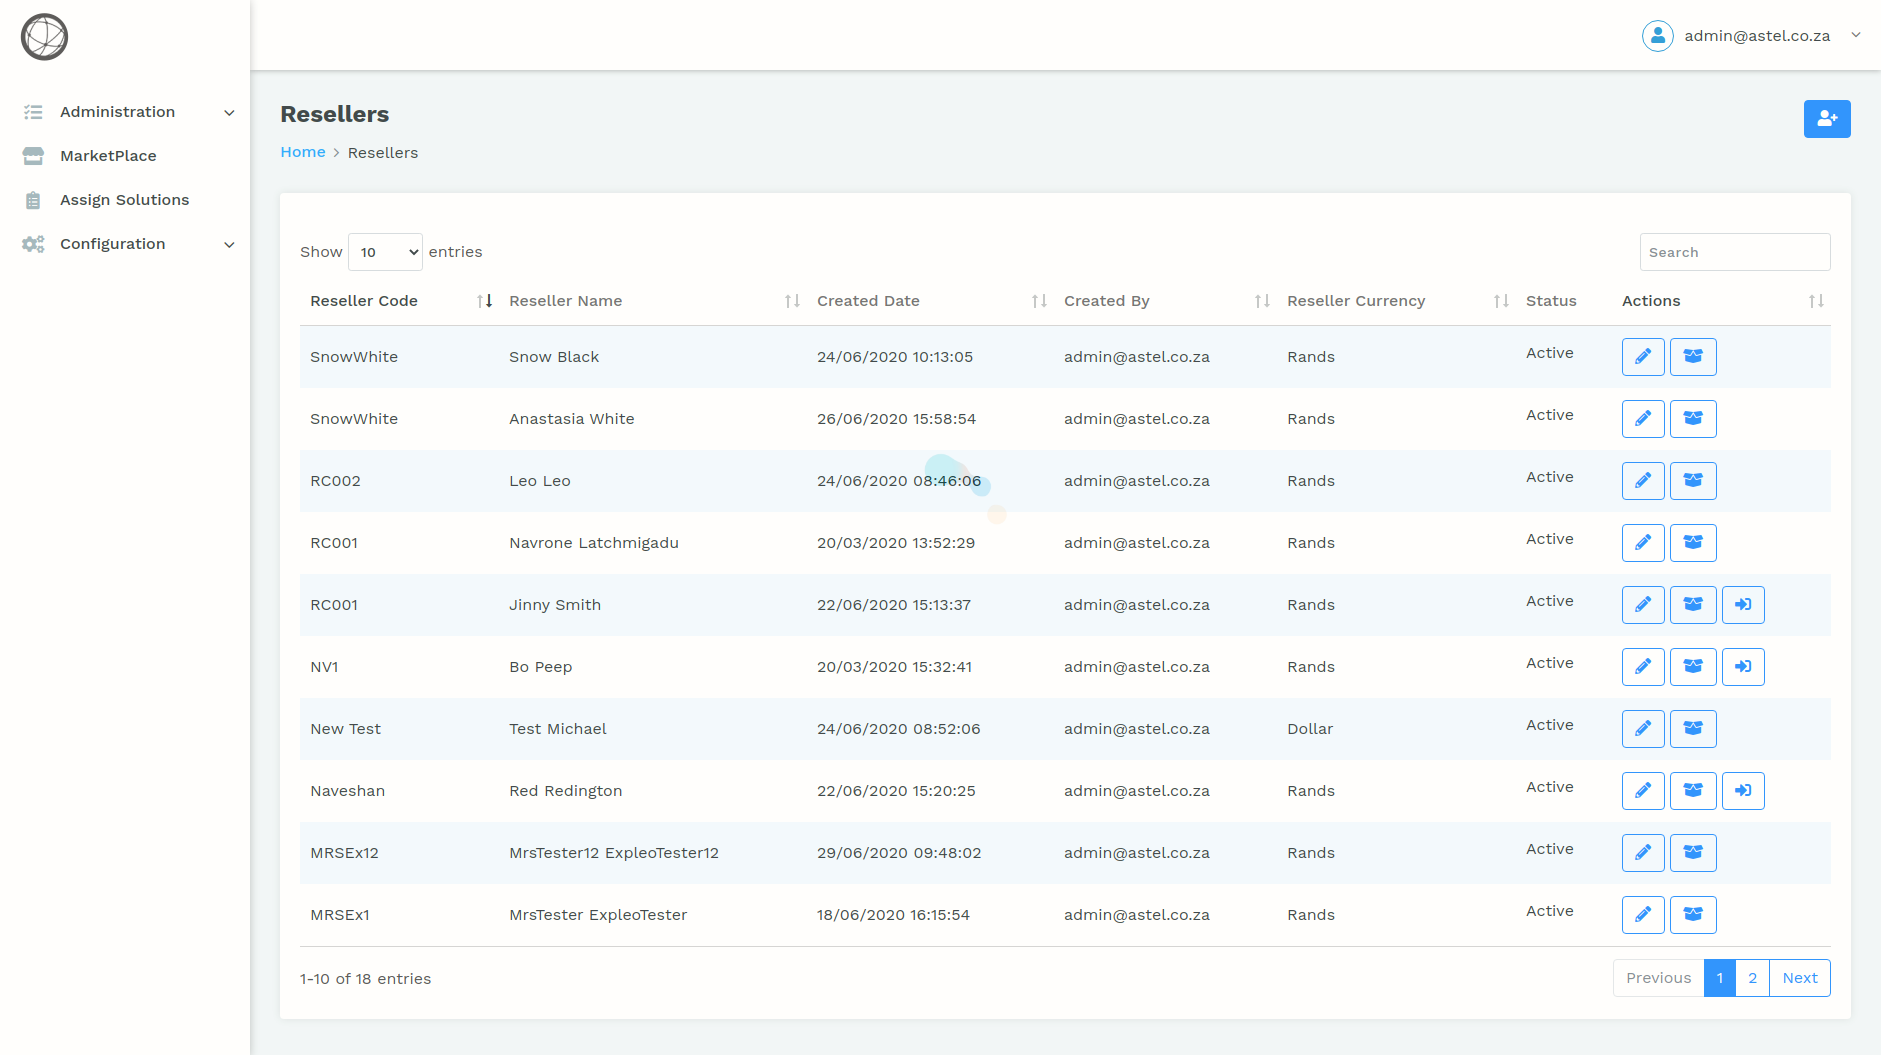 admin@astel.co.za
Administration
MarketPlace
Assign Solutions
Configuration
Resellers
Home > Resellers
Show 10 entries
Search
Reseller Code Reseller Name Created Date Created By Reseller Currency Status Actions
SnowWhite Snow Black 24/06/2020 10:13:05 admin@astel.co.za Rands Active
SnowWhite Anastasia White 26/06/2020 15:58:54 admin@astel.co.za Rands Active
RC002 Leo Leo 24/06/2020 08:46:06 admin@astel.co.za Rands Active
RC001 Navrone Latchmigadu 20/03/2020 13:52:29 admin@astel.co.za Rands Active
RC001 Jinny Smith 22/06/2020 15:13:37 admin@astel.co.za Rands Active
NV1 Bo Peep 20/03/2020 15:32:41 admin@astel.co.za Rands Active
New Test Test Michael 24/06/2020 08:52:06 admin@astel.co.za Dollar Active
Naveshan Red Redington 22/06/2020 15:20:25 admin@astel.co.za Rands Active
MRSEx12 MrsTester12 ExpleoTester12 29/06/2020 09:48:02 admin@astel.co.za Rands Active
MRSEx1 MrsTester ExpleoTester 18/06/2020 16:15:54 admin@astel.co.za Rands Active
1-10 of 18 entries
Previous 1 2 Next